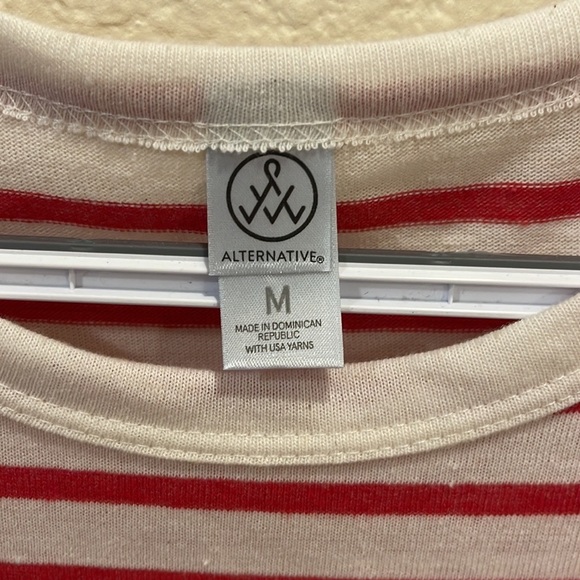 ALTERNATIVE®
M
MADE IN DOMINICAN
REPUBLIC
WITH USA YARNS